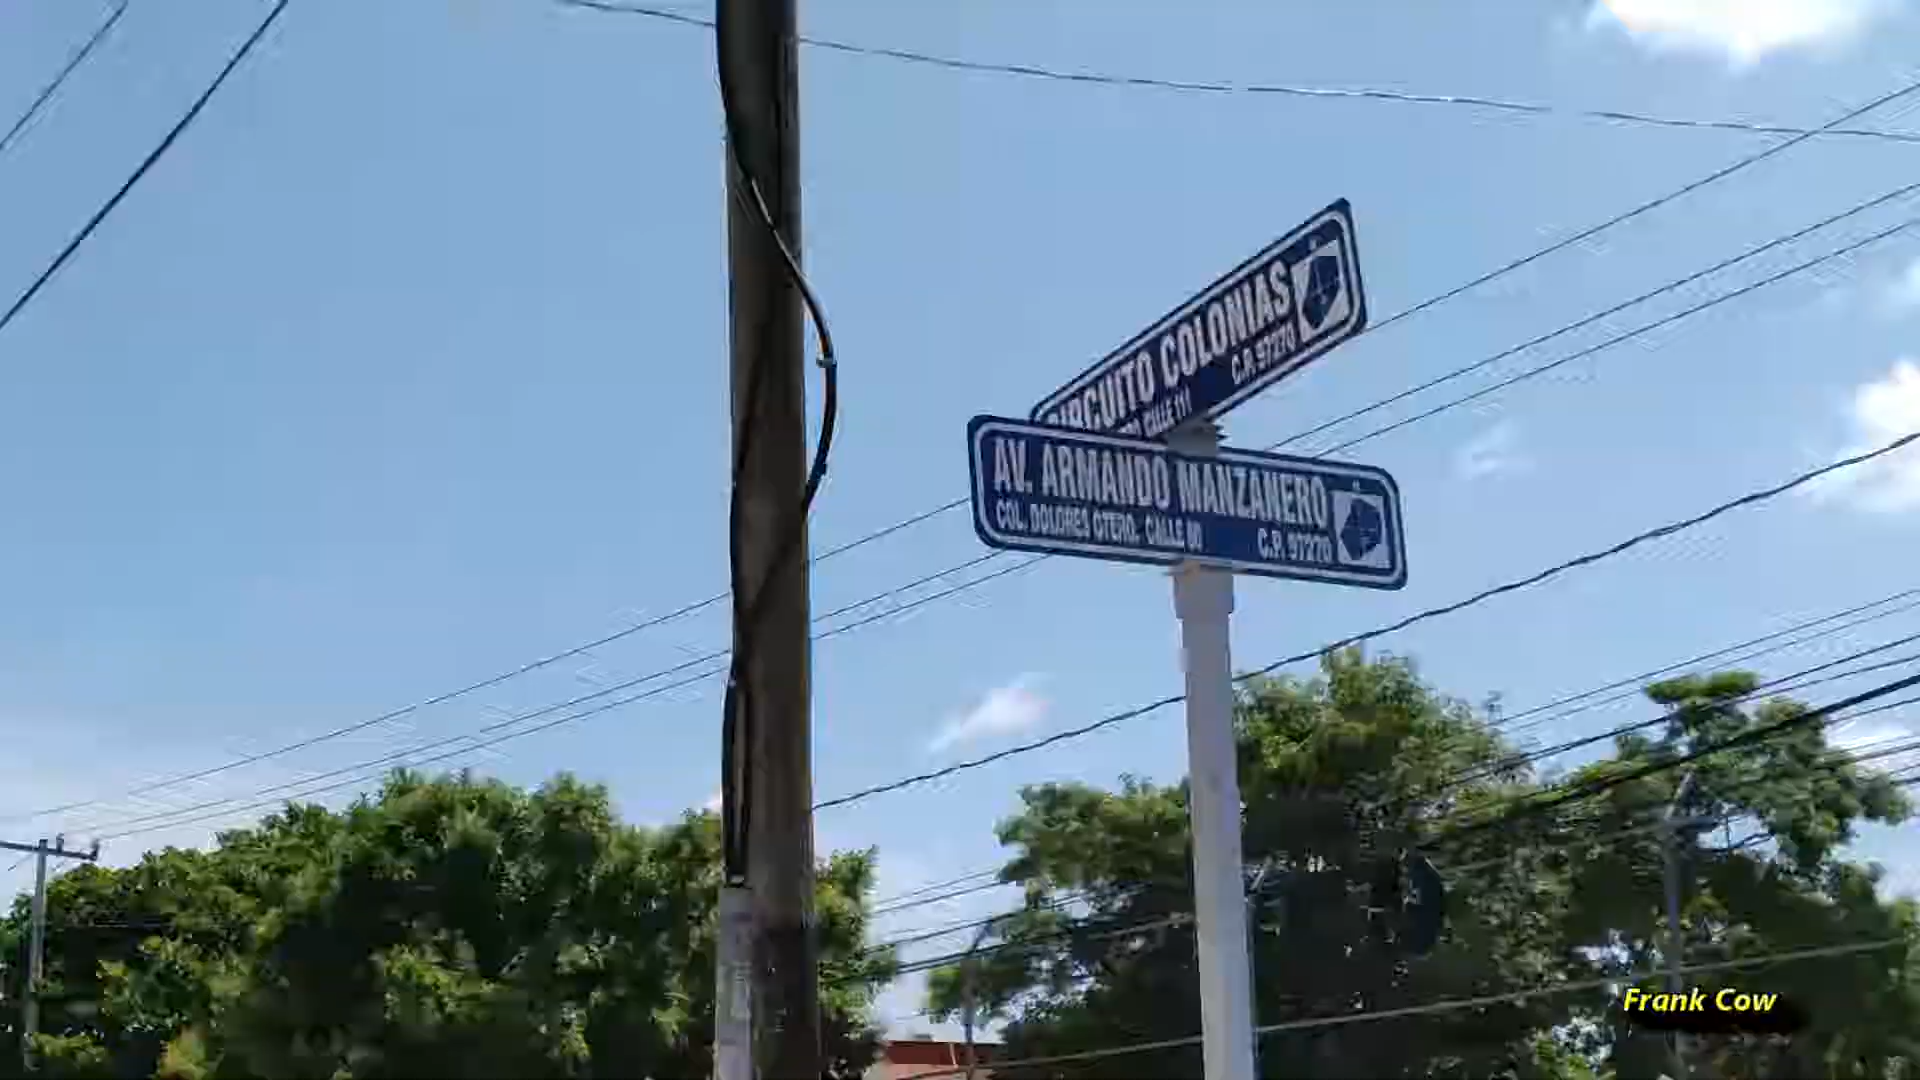 CIRCUITO COLONIAS
CALLE 111
C.P. 97270
AV. ARMANDO MANZANERO
COL. DOLORES OTERO. CALLE 80
C.P. 97270
Frank Cow